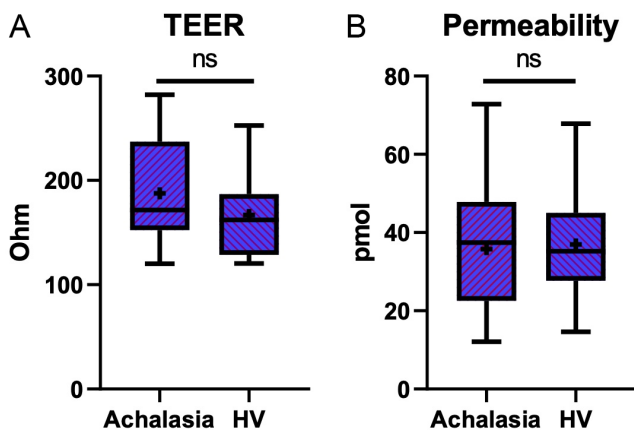 A TEER
ns
300
200
100
0
Ohm
Achalasia HV
B Permeability
ns
80
60
40
20
0
pmol
Achalasia HV